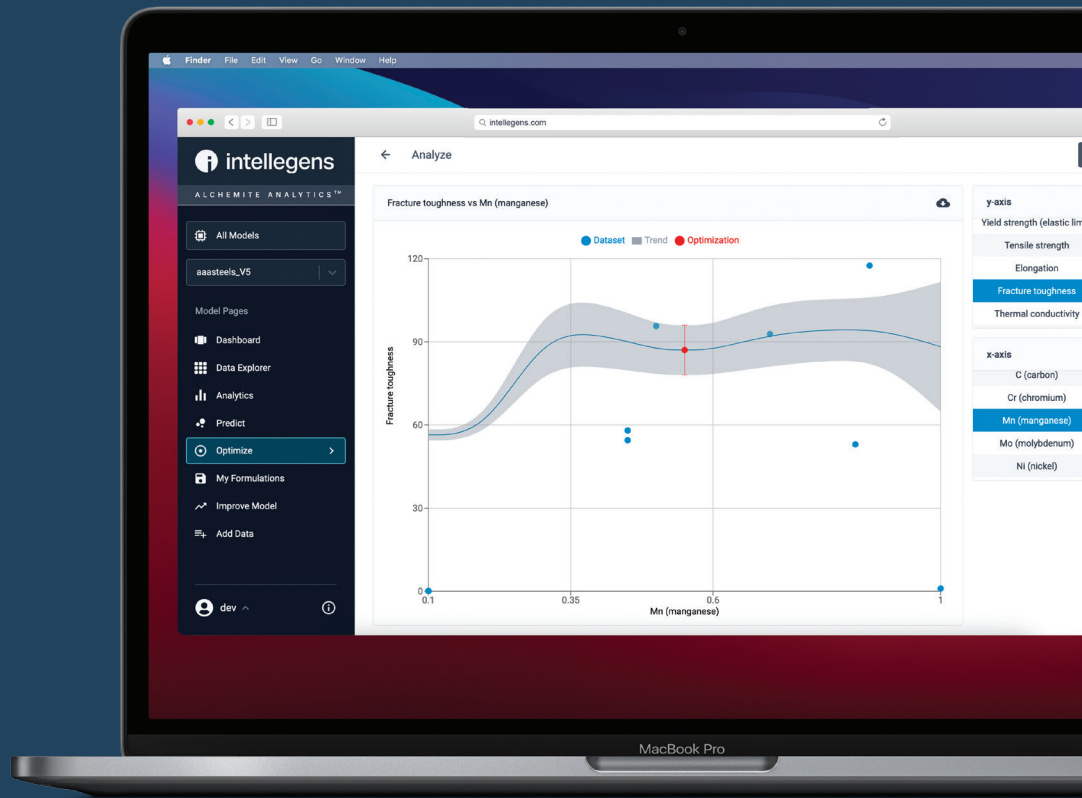 Finder File Edit View Go Window Help
intellegens.com
intellegens
ALCHEMITE ANALYTICS™
All Models
aaasteels_V5
Model Pages
Dashboard
Data Explorer
Analytics
Predict
Optimize
My Formulations
Improve Model
Add Data
dev
Analyze
Fracture toughness vs Mn (manganese)
Dataset Trend Optimization
120
90
60
30
0
Fracture toughness
0.1 0.35 0.6 1
Mn (manganese)
y-axis
Yield strength (elastic
Tensile strength
Elongation
Fracture toughness
Thermal conductivity
x-axis
C (carbon)
Cr (chromium)
Mn (manganese)
Mo (molybdenum)
Ni (nickel)
MacBook Pro